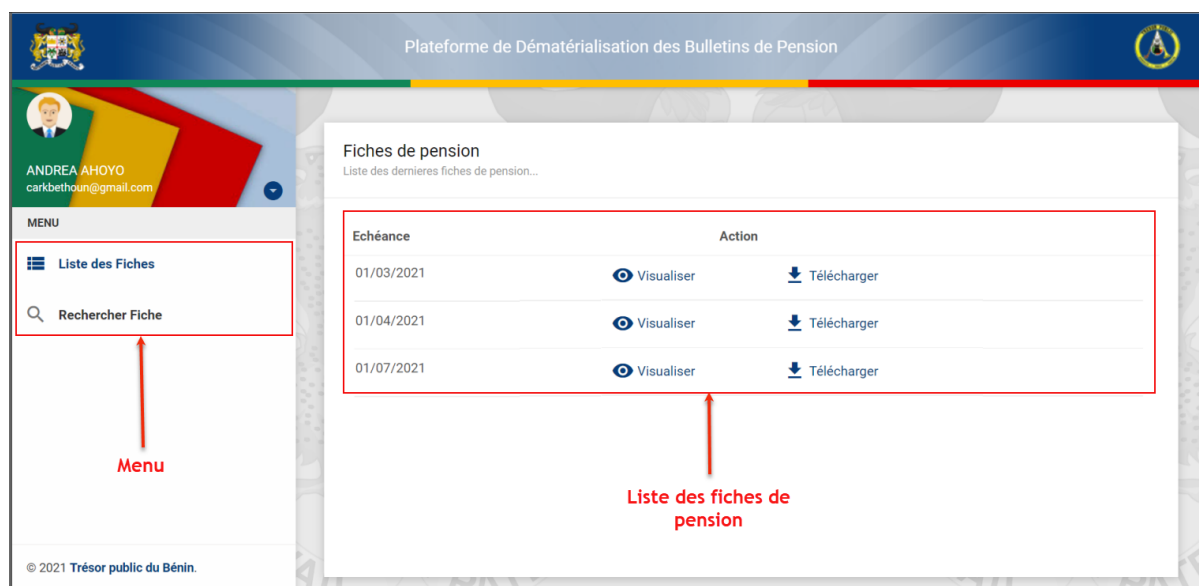 Plateforme de Dématérialisation des Bulletins de Pension
ANDREA AHOYO
carkbethoun@gmail.com
MENU
Liste des Fiches
Rechercher Fiche
Menu
© 2021 Trésor public du Bénin.
Fiches de pension
Liste des dernieres fiches de pension...
Echéance Action
01/03/2021 Visualiser Télécharger
01/04/2021 Visualiser Télécharger
01/07/2021 Visualiser Télécharger
Liste des fiches de
pension